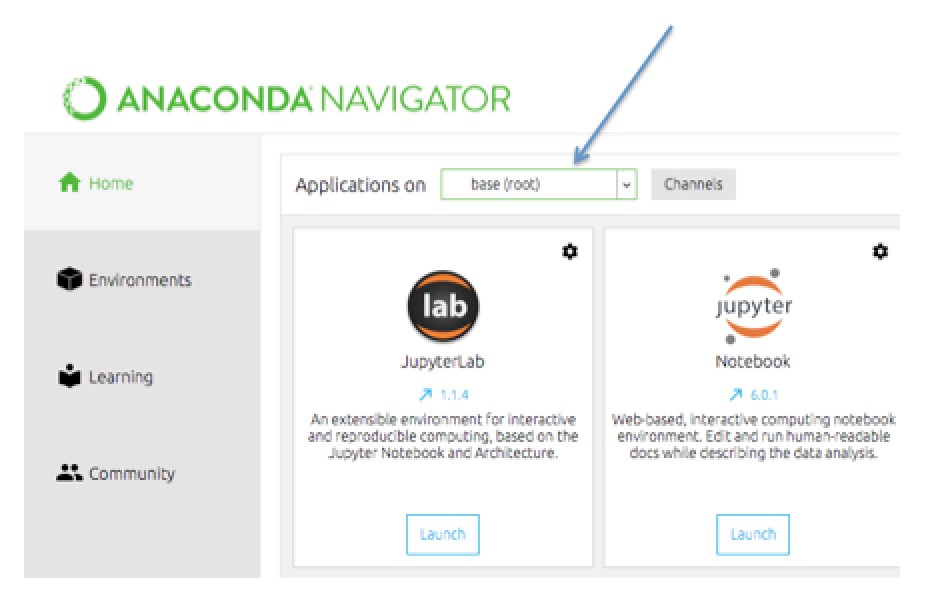 ANACONDA NAVIGATOR
Home
Applications on base (root) Channels
Environments
Learning
Community
lab
JupyterLab
1.1.4
An extensible environment for interactive
and reproducible computing, based on the
Jupyter Notebook and Architecture.
Launch
jupyter
Notebook
6.0.1
Web-based, interactive computing notebook
environment. Edit and run human-readable
docs while describing the data analysis.
Launch